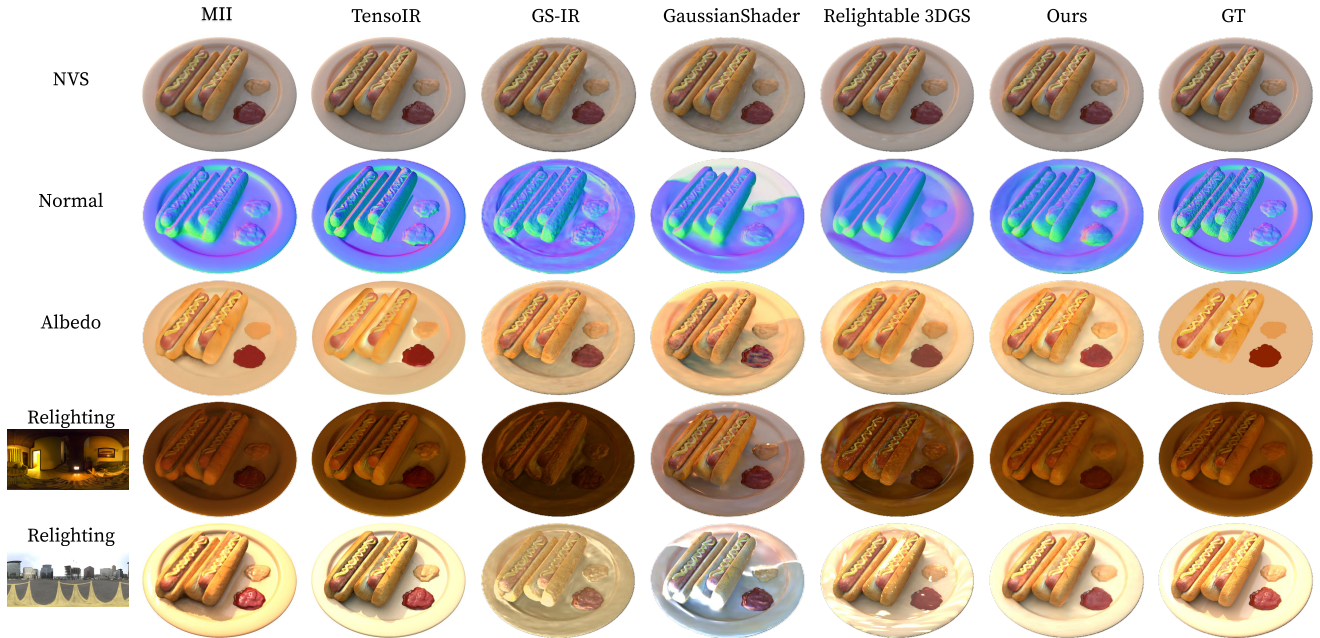 MII TensoIR GS-IR GaussianShader Relightable 3DGS Ours GT
NVS
Normal
Albedo
Relighting
Relighting